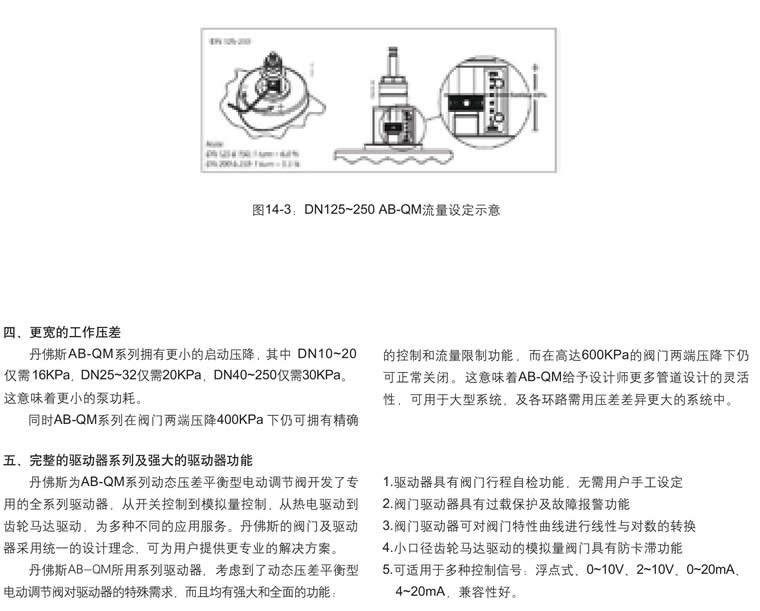 DN 125-250
Note:
图14-3：DN125~250 AB-QM流量设定示意
四、更宽的工作压差
丹佛斯AB-QM系列拥有更小的启动压降，其中 DN10~20
仅需16KPa，DN25~32仅需20KPa，DN40~250仅需30KPa。
这意味着更小的泵功耗。
同时AB-QM系列在阀门两端压降400KPa 下仍可拥有精确
的控制和流量限制功能，而在高达600KPa的阀门两端压降下仍
可正常关闭。这意味着AB-QM给予设计师更多管道设计的灵活
性，可用于大型系统，及各环路需用压差差异更大的系统中。
五、完整的驱动器系列及强大的驱动器功能
丹佛斯为AB-QM系列动态压差平衡型电动调节阀开发了专
用的全系列驱动器，从开关控制到模拟量控制，从热电驱动到
齿轮马达驱动，为多种不同的应用服务。丹佛斯的阀门及驱动
器采用统一的设计理念，可为用户提供更专业的解决方案。
丹佛斯AB-QM所用系列驱动器，考虑到了动态压差平衡型
电动调节阀对驱动器的特殊需求，而且均有强大和全面的功能：
1.驱动器具有阀门行程自检功能，无需用户手工设定
2.阀门驱动器具有过载保护及故障报警功能
3.阀门驱动器可对阀门特性曲线进行线性与对数的转换
4.小口径齿轮马达驱动的模拟量阀门具有防卡滞功能
5.可适用于多种控制信号：浮点式、0~10V、2~10V、0~20mA、
4~20mA，兼容性好。